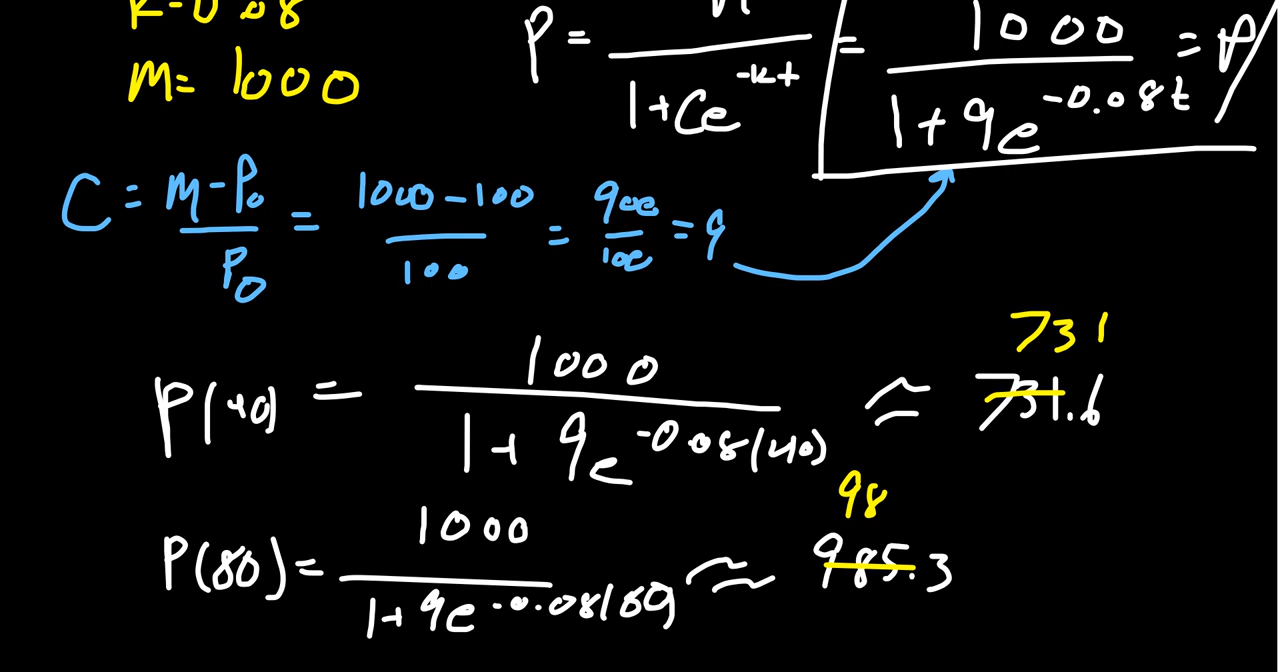 K=0.08
M= 1000
P = M / 1+Ce^-kt = 1000 / 1+9e^-0.08t = P
C = M-P₀ / P₀ = 1000-100 / 100 = 900 / 100 = 9
731
P(40) = 1000 / 1+9e^-0.08(40) ≈ 731.6
98
P(80) = 1000 / 1+9e^-0.08(80) ≈ 985.3